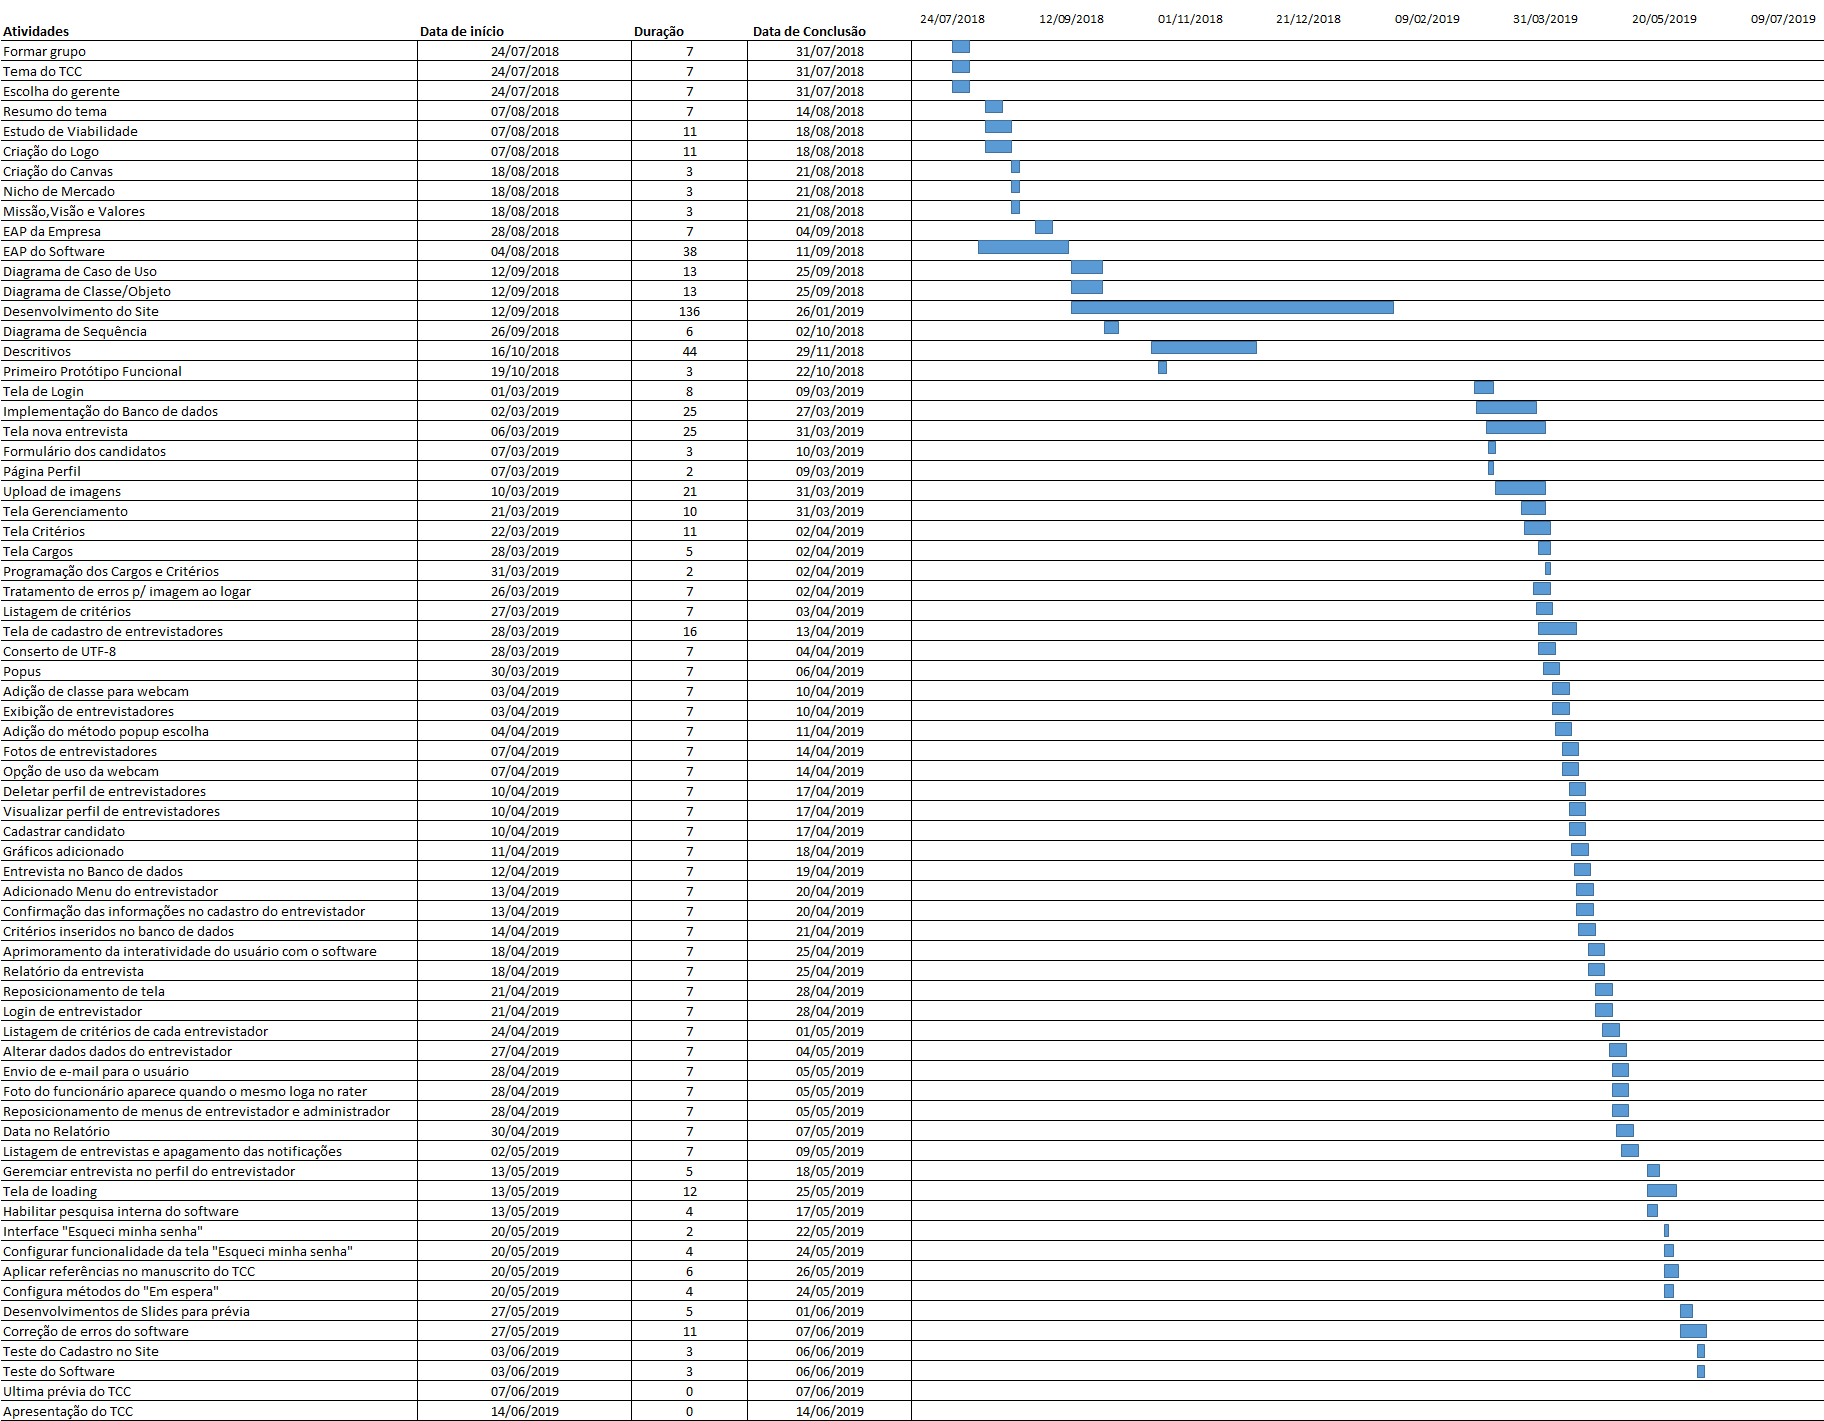 24/07/2018 12/09/2018 01/11/2018 21/12/2018 09/02/2019 31/03/2019 20/05/2019 09/07/2019
Atividades Data de início Duração Data de Conclusão
Formar grupo 24/07/2018 7 31/07/2018
Tema do TCC 24/07/2018 7 31/07/2018
Escolha do gerente 24/07/2018 7 31/07/2018
Resumo do tema 07/08/2018 7 14/08/2018
Estudo de Viabilidade 07/08/2018 11 18/08/2018
Criação do Logo 07/08/2018 11 18/08/2018
Criação do Canvas 18/08/2018 3 21/08/2018
Nicho de Mercado 18/08/2018 3 21/08/2018
Missão,Visão e Valores 18/08/2018 3 21/08/2018
EAP da Empresa 28/08/2018 7 04/09/2018
EAP do Software 04/08/2018 38 11/09/2018
Diagrama de Caso de Uso 12/09/2018 13 25/09/2018
Diagrama de Classe/Objeto 12/09/2018 13 25/09/2018
Desenvolvimento do Site 12/09/2018 136 26/01/2019
Diagrama de Sequência 26/09/2018 6 02/10/2018
Descritivos 16/10/2018 44 29/11/2018
Primeiro Protótipo Funcional 19/10/2018 3 22/10/2018
Tela de Login 01/03/2019 8 09/03/2019
Implementação do Banco de dados 02/03/2019 25 27/03/2019
Tela nova entrevista 06/03/2019 25 31/03/2019
Formulário dos candidatos 07/03/2019 3 10/03/2019
Página Perfil 07/03/2019 2 09/03/2019
Upload de imagens 10/03/2019 21 31/03/2019
Tela Gerenciamento 21/03/2019 10 31/03/2019
Tela Critérios 22/03/2019 11 02/04/2019
Tela Cargos 28/03/2019 5 02/04/2019
Programação dos Cargos e Critérios 31/03/2019 2 02/04/2019
Tratamento de erros p/ imagem ao logar 26/03/2019 7 02/04/2019
Listagem de critérios 27/03/2019 7 03/04/2019
Tela de cadastro de entrevistadores 28/03/2019 16 13/04/2019
Conserto de UTF-8 28/03/2019 7 04/04/2019
Popus 30/03/2019 7 06/04/2019
Adição de classe para webcam 03/04/2019 7 10/04/2019
Exibição de entrevistadores 03/04/2019 7 10/04/2019
Adição do método popup escolha 04/04/2019 7 11/04/2019
Fotos de entrevistadores 07/04/2019 7 14/04/2019
Opção de uso da webcam 07/04/2019 7 14/04/2019
Deletar perfil de entrevistadores 10/04/2019 7 17/04/2019
Visualizar perfil de entrevistadores 10/04/2019 7 17/04/2019
Cadastrar candidato 10/04/2019 7 17/04/2019
Gráficos adicionado 11/04/2019 7 18/04/2019
Entrevista no Banco de dados 12/04/2019 7 19/04/2019
Adicionado Menu do entrevistador 13/04/2019 7 20/04/2019
Confirmação das informações no cadastro do entrevistador 13/04/2019 7 20/04/2019
Critérios inseridos no banco de dados 14/04/2019 7 21/04/2019
Aprimoramento da interatividade do usuário com o software 18/04/2019 7 25/04/2019
Relatório da entrevista 18/04/2019 7 25/04/2019
Reposicionamento de tela 21/04/2019 7 28/04/2019
Login de entrevistador 21/04/2019 7 28/04/2019
Listagem de critérios de cada entrevistador 24/04/2019 7 01/05/2019
Alterar dados dados do entrevistador 27/04/2019 7 04/05/2019
Envio de e-mail para o usuário 28/04/2019 7 05/05/2019
Foto do funcionário aparece quando o mesmo loga no rater 28/04/2019 7 05/05/2019
Reposicionamento de menus de entrevistador e administrador 28/04/2019 7 05/05/2019
Data no Relatório 30/04/2019 7 07/05/2019
Listagem de entrevistas e apagamento das notificações 02/05/2019 7 09/05/2019
Geremciar entrevista no perfil do entrevistador 13/05/2019 5 18/05/2019
Tela de loading 13/05/2019 12 25/05/2019
Habilitar pesquisa interna do software 13/05/2019 4 17/05/2019
Interface "Esqueci minha senha" 20/05/2019 2 22/05/2019
Configurar funcionalidade da tela "Esqueci minha senha" 20/05/2019 4 24/05/2019
Aplicar referências no manuscrito do TCC 20/05/2019 6 26/05/2019
Configura métodos do "Em espera" 20/05/2019 4 24/05/2019
Desenvolvimentos de Slides para prévia 27/05/2019 5 01/06/2019
Correção de erros do software 27/05/2019 11 07/06/2019
Teste do Cadastro no Site 03/06/2019 3 06/06/2019
Teste do Software 03/06/2019 3 06/06/2019
Ultima prévia do TCC 07/06/2019 0 07/06/2019
Apresentação do TCC 14/06/2019 0 14/06/2019